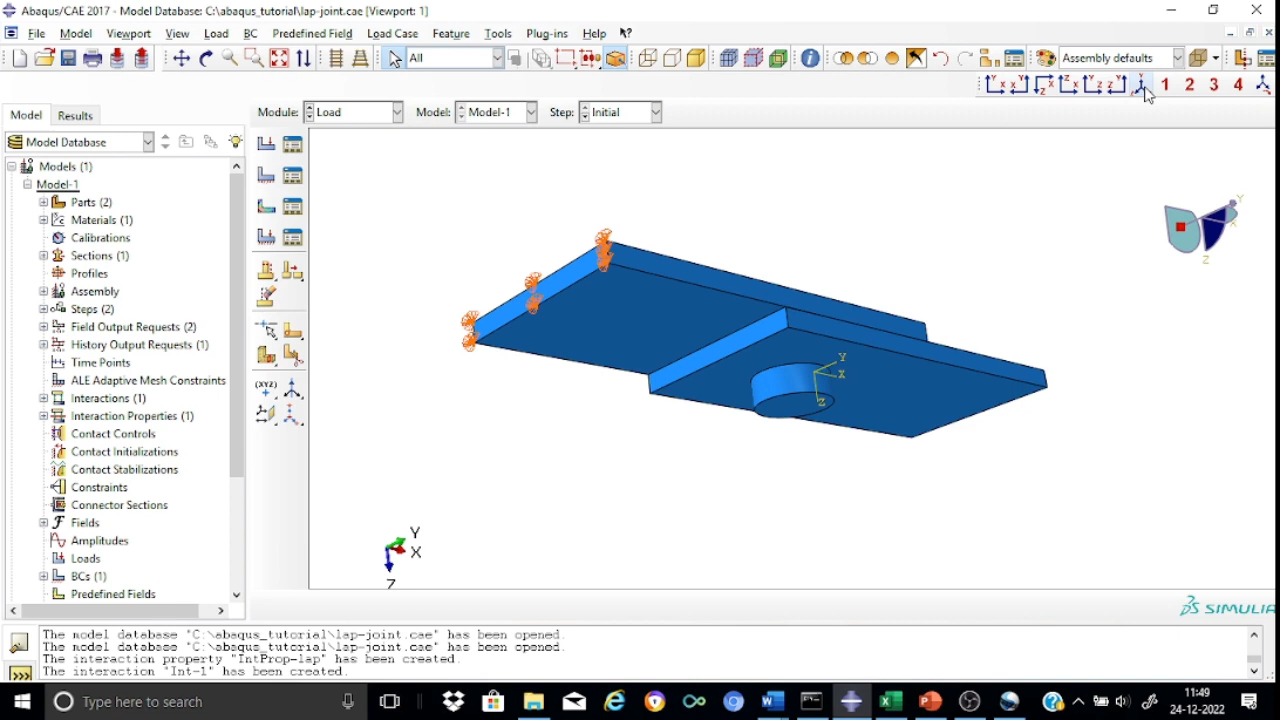 Abaqus/CAE 2017 - Model Database: C:\abaqus_tutorial\lap-joint.cae [Viewport: 1]
File Model Viewport View Load BC Predefined Field Load Case Feature Tools Plug-ins Help
All
Assembly defaults
1 2 3 4
Model Results
Module: Load Model: Model-1 Step: Initial
Model Database
Models (1)
Model-1
Parts (2)
Materials (1)
Calibrations
Sections (1)
Profiles
Assembly
Steps (2)
Field Output Requests (2)
History Output Requests (1)
Time Points
ALE Adaptive Mesh Constraints
Interactions (1)
Interaction Properties (1)
Contact Controls
Contact Initializations
Contact Stabilizations
Constraints
Connector Sections
Fields
Amplitudes
Loads
BCs (1)
Predefined Fields
(XYZ)
Y
X
Z
Y
X
Z
Y
X
Z
SIMULIA
The model database "C:\abaqus_tutorial\lap-joint.cae" has been opened.
The model database "C:\abaqus_tutorial\lap-joint.cae" has been opened.
The interaction property "IntProp-lap" has been created.
The interaction "Int-1" has been created.
Type here to search
11:49
24-12-2022